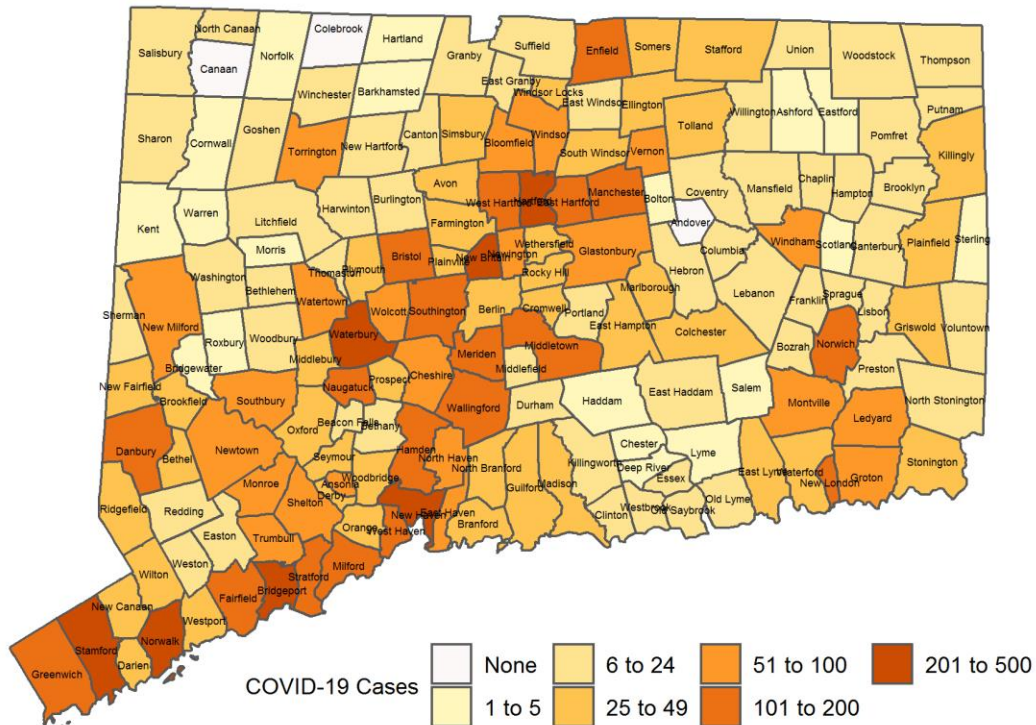 Colebrook
North Canaan
Hartland
Salisbury
Norfolk
Canaan
Suffield
Enfield
Somers
Stafford
Union
Woodstock
Thompson
Granby
East Granby
Windsor Locks
Winchester
Barkhamsted
East Windsor
Ellington
Willington
Ashford
Eastford
Putnam
Sharon
Cornwall
Goshen
Torrington
New Hartford
Canton
Simsbury
Bloomfield
Windsor
South Windsor
Vernon
Tolland
Pomfret
Killingly
Avon
West Hartford
Hartford
East Hartford
Manchester
Bolton
Coventry
Mansfield
Chaplin
Hampton
Brooklyn
Kent
Warren
Litchfield
Harwinton
Burlington
Farmington
Andover
Morris
Bristol
Plainville
New Britain
Newington
Wethersfield
Glastonbury
Columbia
Windham
Scotland
Canterbury
Plainfield
Sterling
Washington
Bethlehem
Thomaston
Plymouth
Rocky Hill
Hebron
Marlborough
Lebanon
Franklin
Sprague
Lisbon
Sherman
New Milford
Roxbury
Woodbury
Watertown
Wolcott
Southington
Berlin
Cromwell
Portland
East Hampton
Colchester
Griswold
Voluntown
Waterbury
Bridgewater
Middlebury
Meriden
Middletown
Middlefield
Bozrah
Norwich
Preston
New Fairfield
Brookfield
Southbury
Naugatuck
Prospect
Cheshire
Wallingford
Durham
Haddam
East Haddam
Salem
Montville
Ledyard
North Stonington
Danbury
Bethel
Newtown
Oxford
Beacon Falls
Bethany
Seymour
Hamden
North Haven
North Branford
Killingworth
Chester
Deep River
Essex
Lyme
East Lyme
Waterford
New London
Groton
Stonington
Ridgefield
Redding
Monroe
Shelton
Ansonia
Derby
Woodbridge
Guilford
Madison
Clinton
Westbrook
Old Saybrook
Old Lyme
Easton
Trumbull
Orange
New Haven
West Haven
East Haven
Branford
Wilton
Weston
Milford
Stratford
Bridgeport
Fairfield
New Canaan
Westport
Norwalk
Darien
Stamford
Greenwich
COVID-19 Cases
None
6 to 24
51 to 100
201 to 500
1 to 5
25 to 49
101 to 200